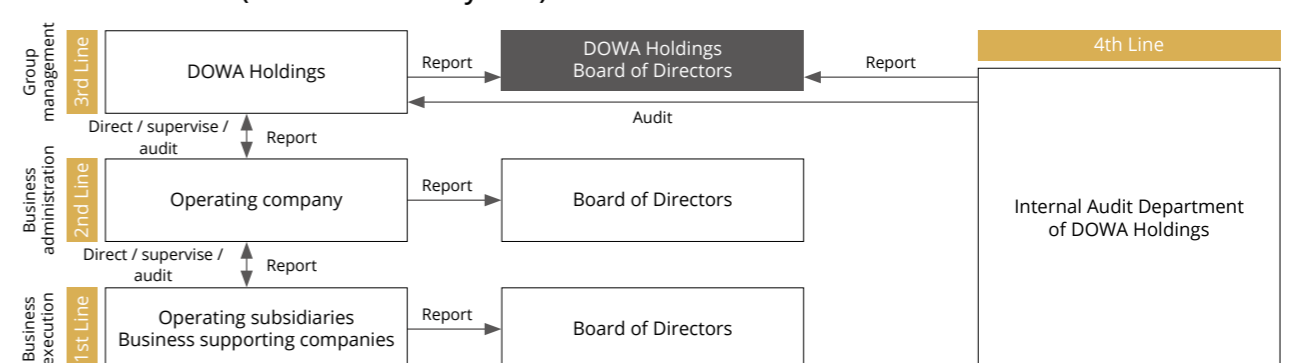 Group
management
3rd Line
DOWA Holdings
Report
DOWA Holdings
Board of Directors
Report
4th Line
Audit
Direct / supervise /
audit
Report
Business
administration
2nd Line
Operating company
Report
Board of Directors
Internal Audit Department
of DOWA Holdings
Direct / supervise /
audit
Report
Business
execution
1st Line
Operating subsidiaries
Business supporting companies
Report
Board of Directors